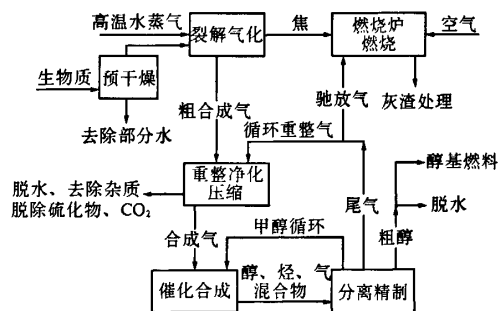 高温水蒸气
裂解气化
焦
燃烧炉
燃烧
空气
生物质
预干燥
去除部分水
粗合成气
驰放气
灰渣处理
循环重整气
重整净化
压缩
脱水、去除杂质
脱除硫化物、CO₂
尾气
醇基燃料
脱水
粗醇
合成气
甲醇循环
催化合成
醇、烃、气
混合物
分离精制